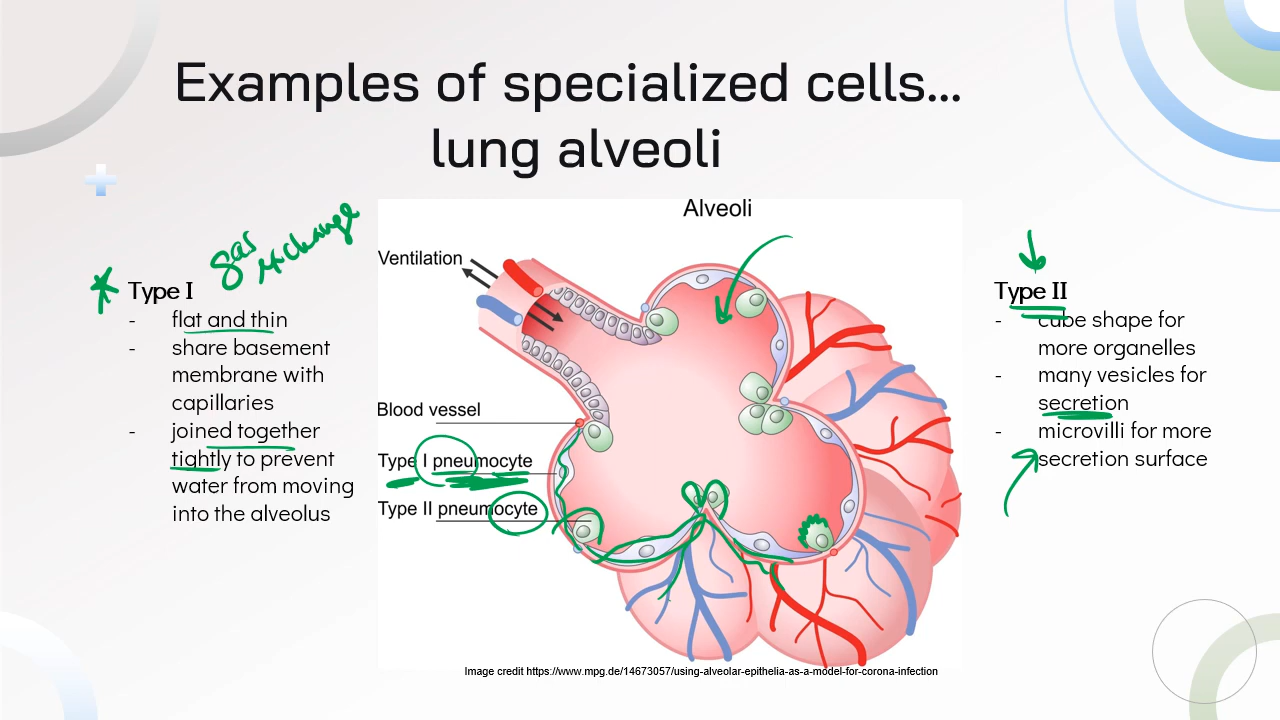 Examples of specialized cells...
lung alveoli
gas
exchange
Type I
- flat and thin
- share basement
membrane with
capillaries
- joined together
tightly to prevent
water from moving
into the alveolus
Alveoli
Ventilation
Blood vessel
Type I pneumocyte
Type II pneumocyte
Type II
- cube shape for
more organelles
- many vesicles for
secretion
- microvilli for more
secretion surface
Image credit https://www.mpg.de/14673057/using-alveolar-epithelia-as-a-model-for-corona-infection